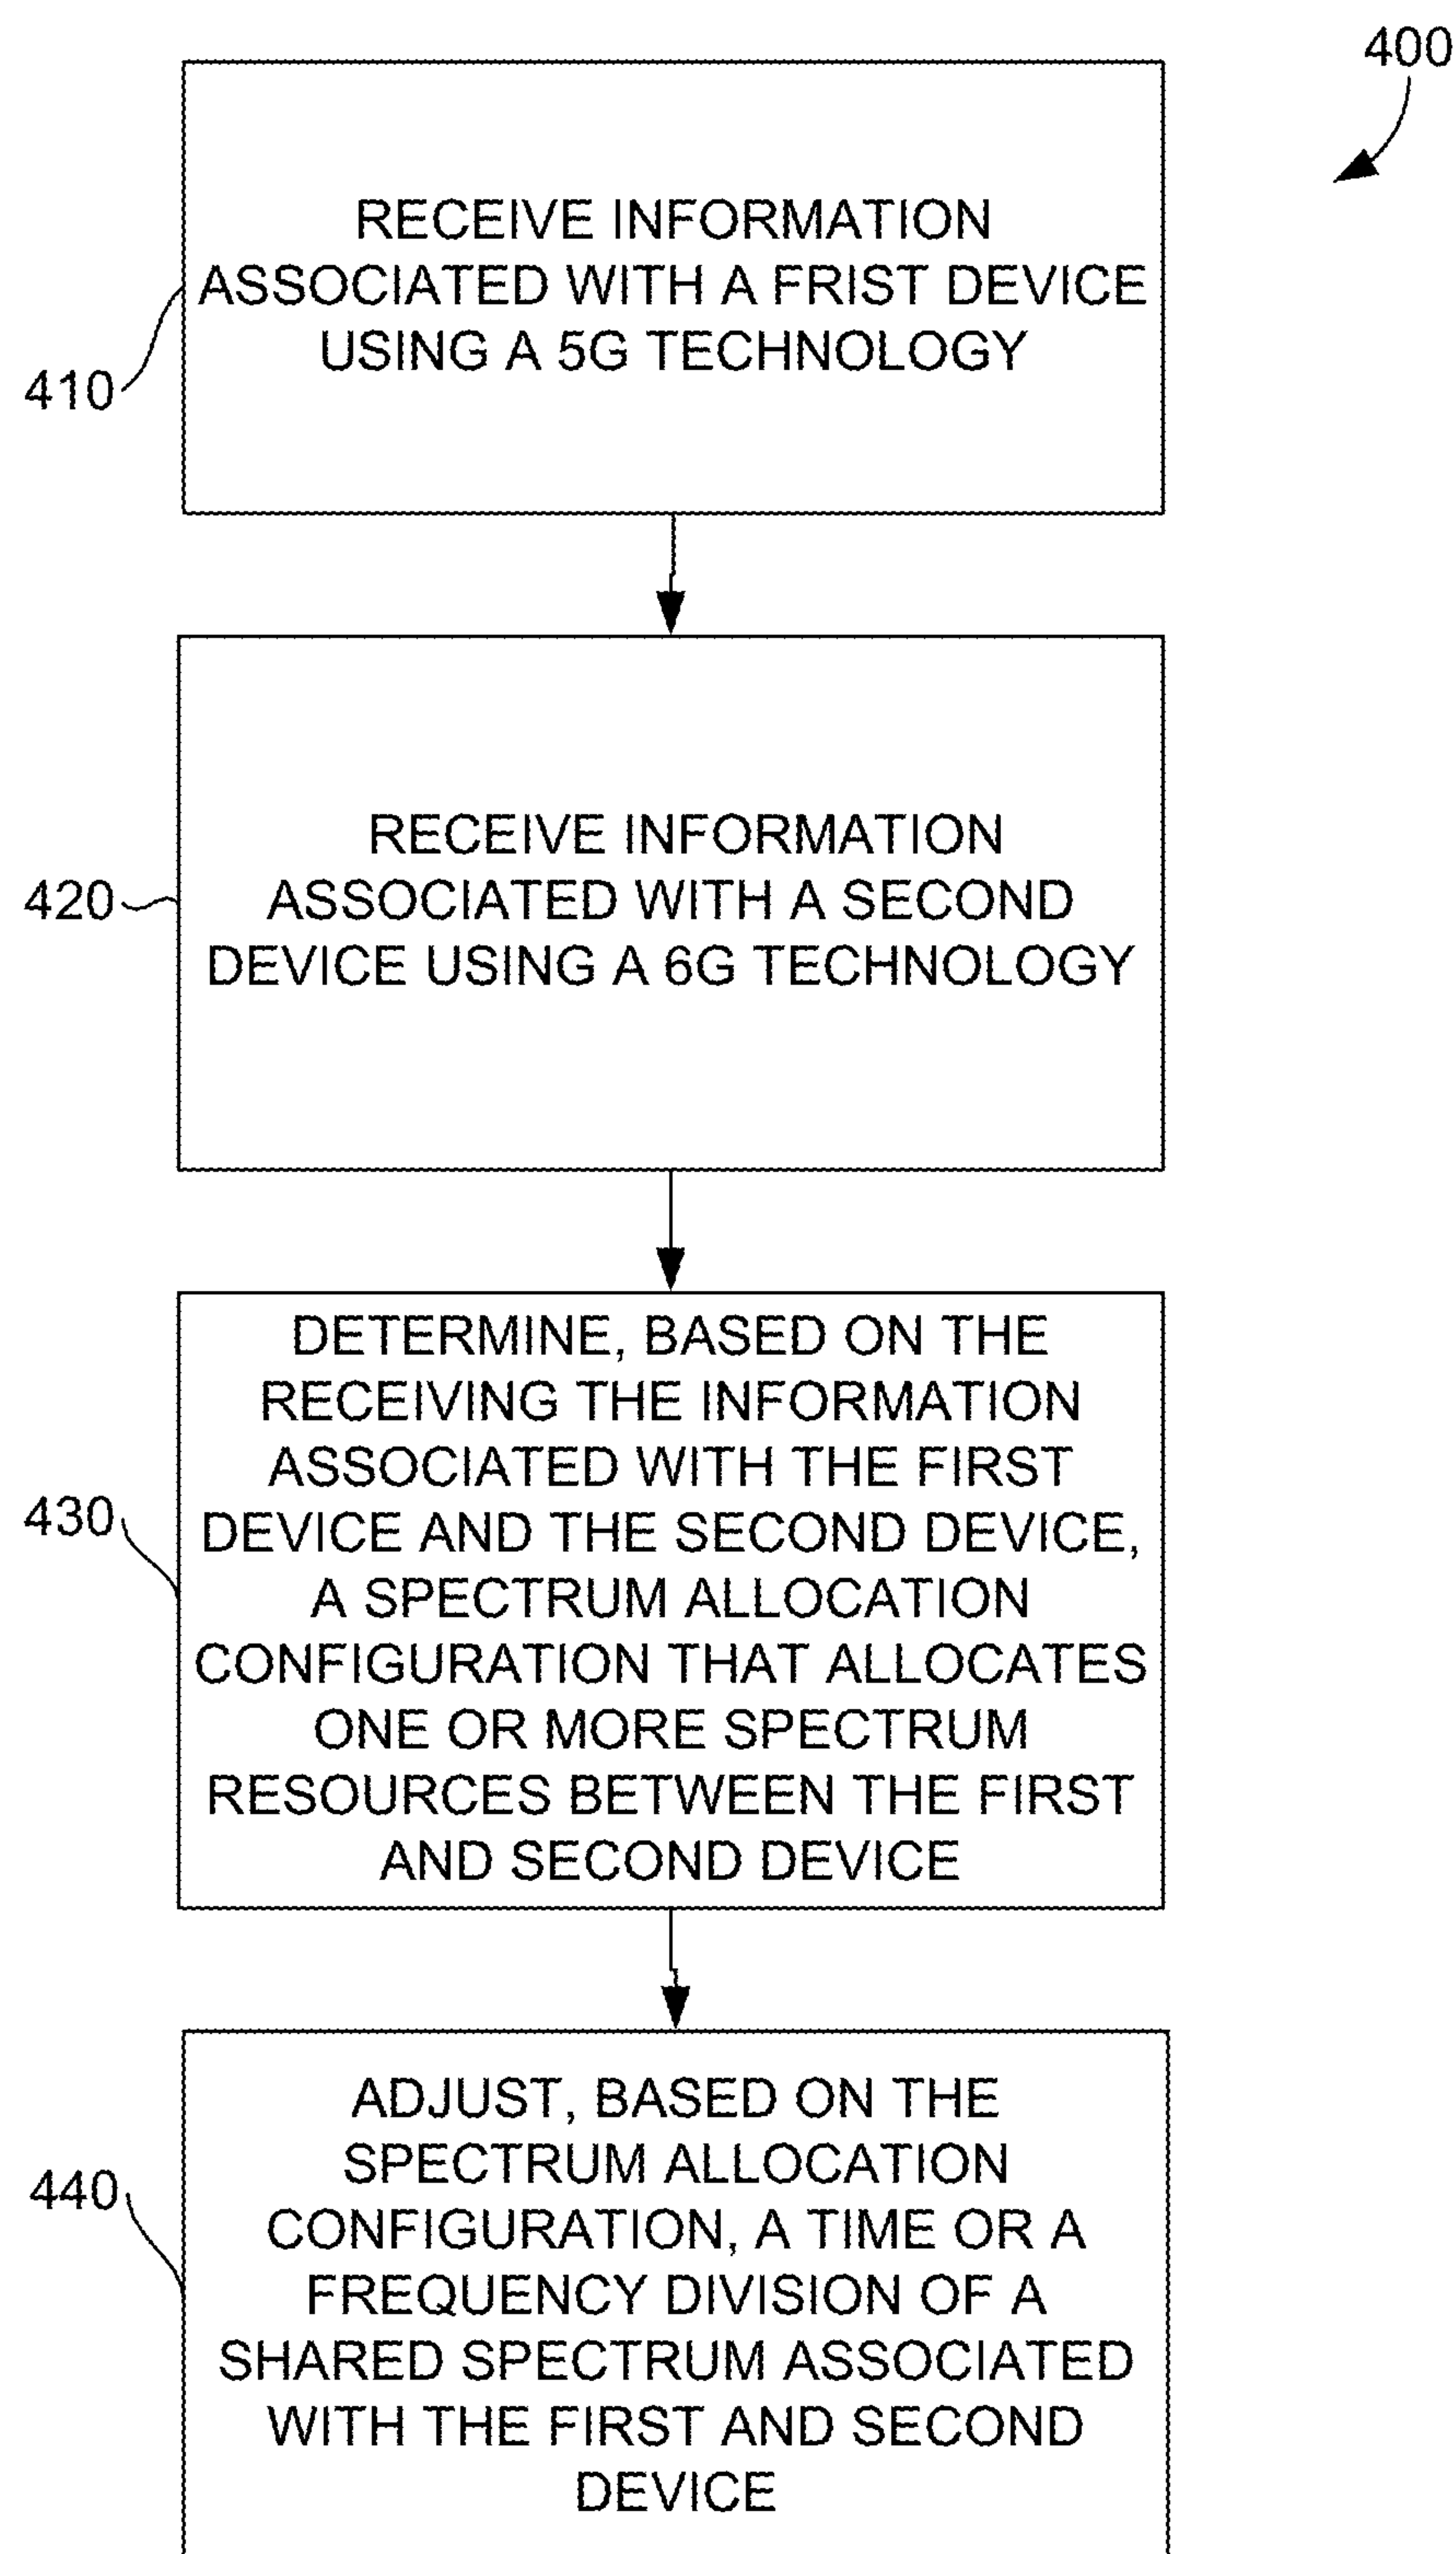 400
RECEIVE INFORMATION
ASSOCIATED WITH A FRIST DEVICE
USING A 5G TECHNOLOGY
410
RECEIVE INFORMATION
ASSOCIATED WITH A SECOND
DEVICE USING A 6G TECHNOLOGY
420
DETERMINE, BASED ON THE
RECEIVING THE INFORMATION
ASSOCIATED WITH THE FIRST
DEVICE AND THE SECOND DEVICE,
A SPECTRUM ALLOCATION
CONFIGURATION THAT ALLOCATES
ONE OR MORE SPECTRUM
RESOURCES BETWEEN THE FIRST
AND SECOND DEVICE
430
ADJUST, BASED ON THE
SPECTRUM ALLOCATION
CONFIGURATION, A TIME OR A
FREQUENCY DIVISION OF A
SHARED SPECTRUM ASSOCIATED
WITH THE FIRST AND SECOND
DEVICE
440